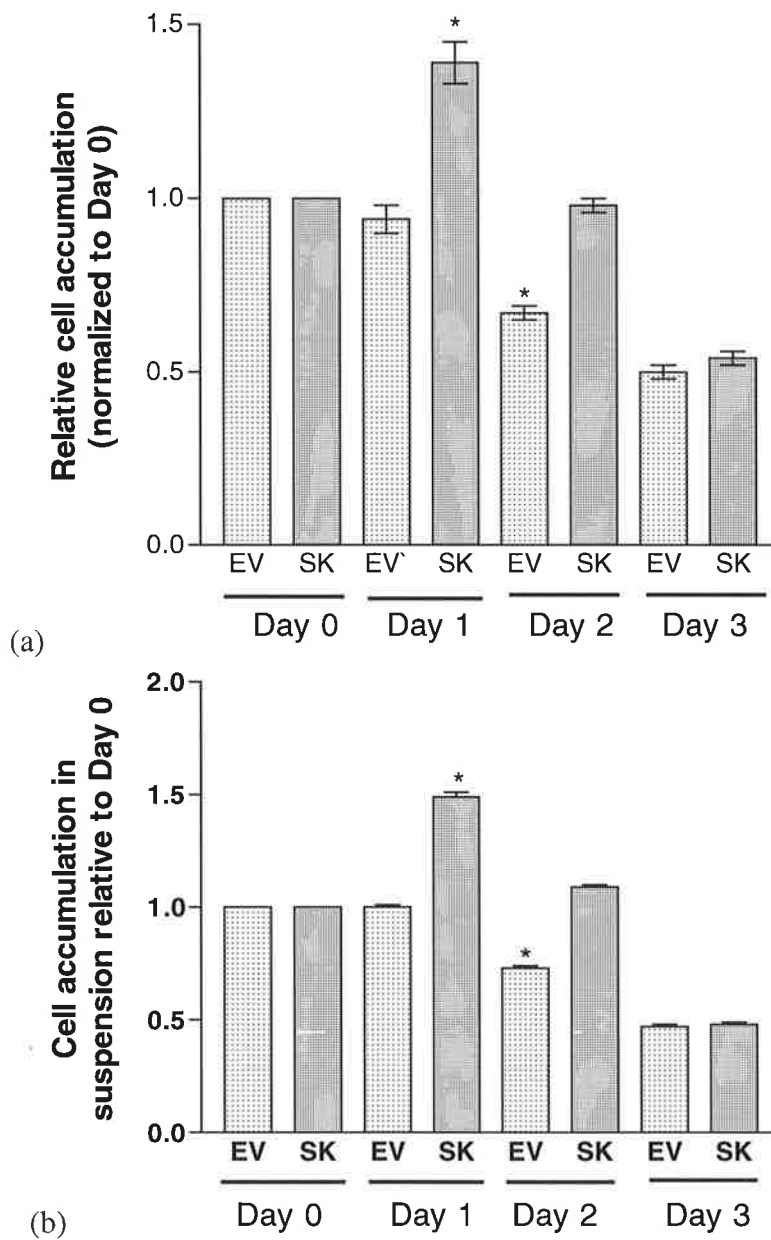 Relative cell accumulation
(normalized to Day 0)
1.5
1.0
0.5
0.0
*
*
EV SK EV` SK EV SK EV SK
Day 0 Day 1 Day 2 Day 3
(a)
Cell accumulation in
suspension relative to Day 0
2.0
1.5
1.0
0.5
0.0
*
*
EV SK EV SK EV SK EV SK
Day 0 Day 1 Day 2 Day 3
(b)